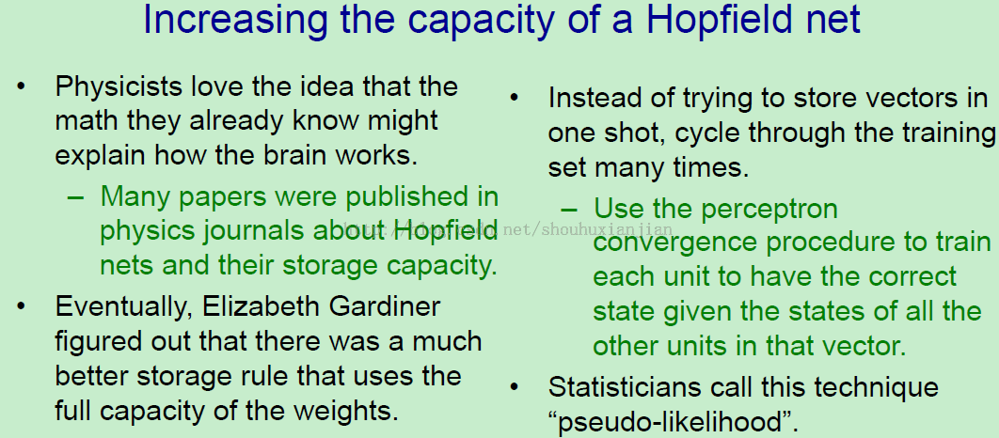 Increasing the capacity of a Hopfield net
• Physicists love the idea that the
math they already know might
explain how the brain works.
– Many papers were published in
physics journals about Hopfield
nets and their storage capacity.
• Eventually, Elizabeth Gardiner
figured out that there was a much
better storage rule that uses the
full capacity of the weights.
• Instead of trying to store vectors in
one shot, cycle through the training
set many times.
– Use the perceptron
convergence procedure to train
each unit to have the correct
state given the states of all the
other units in that vector.
• Statisticians call this technique
“pseudo-likelihood”.
http://blog.csdn.net/shouhuxianjian